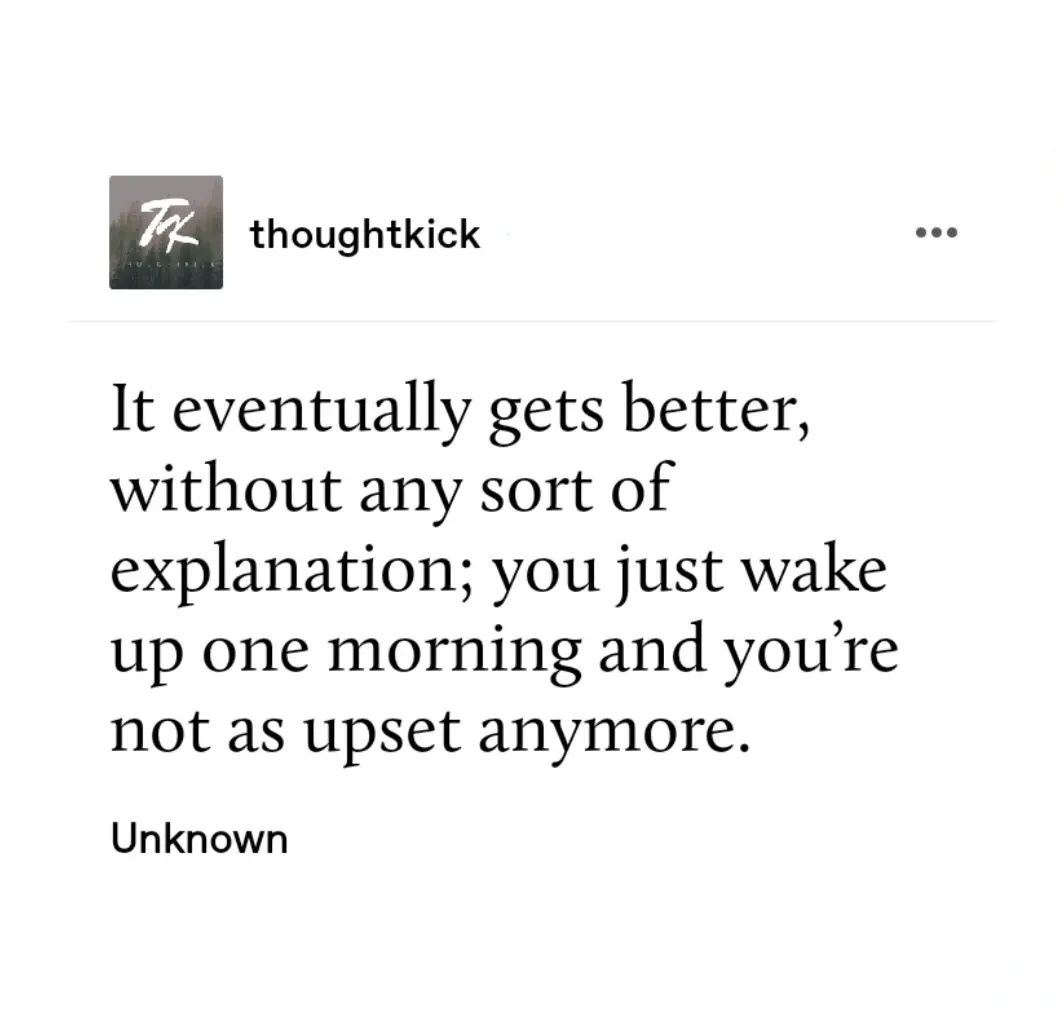 TK
thoughtkick
It eventually gets better,
without any sort of
explanation; you just wake
up one morning and you’re
not as upset anymore.
Unknown